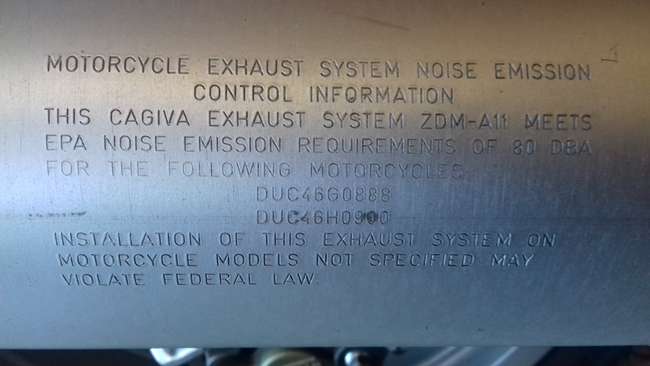 MOTORCYCLE EXHAUST SYSTEM NOISE EMISSION
CONTROL INFORMATION
THIS CAGIVA EXHAUST SYSTEM ZDM-A11 MEETS
EPA NOISE EMISSION REQUIREMENTS OF 80 DBA
FOR THE FOLLOWING MOTORCYCLES
DUC46G0888
DUC46H0900
INSTALLATION OF THIS EXHAUST SYSTEM ON
MOTORCYCLE MODELS NOT SPECIFIED MAY
VIOLATE FEDERAL LAW.